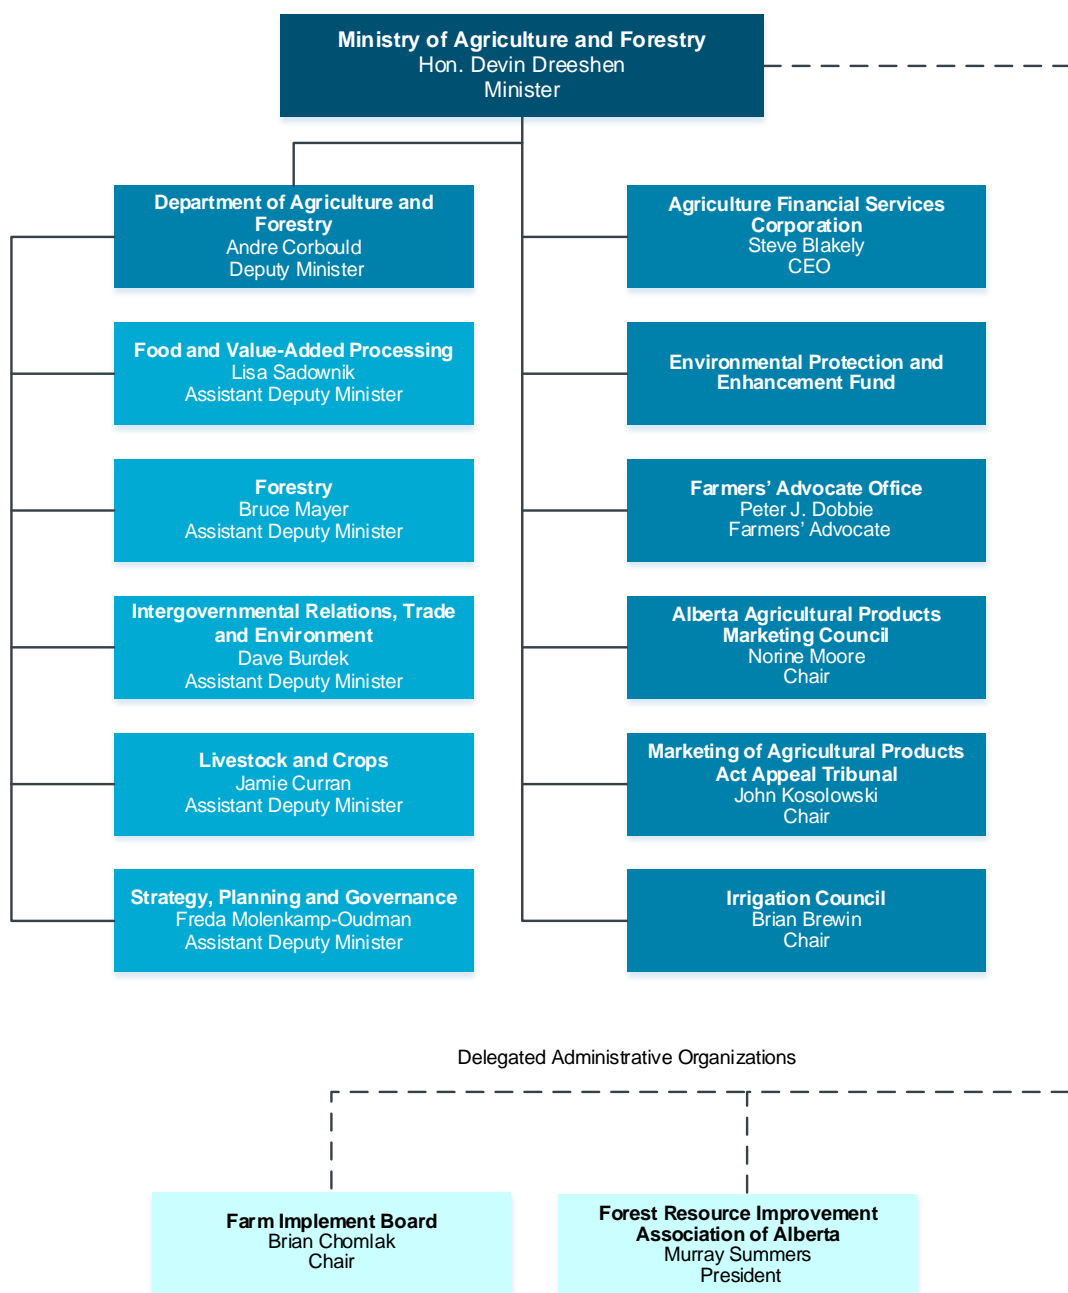 Ministry of Agriculture and Forestry
Hon. Devin Dreeshen
Minister
Department of Agriculture and
Forestry
Andre Corbould
Deputy Minister
Food and Value-Added Processing
Lisa Sadownik
Assistant Deputy Minister
Forestry
Bruce Mayer
Assistant Deputy Minister
Intergovernmental Relations, Trade
and Environment
Dave Burdek
Assistant Deputy Minister
Livestock and Crops
Jamie Curran
Assistant Deputy Minister
Strategy, Planning and Governance
Freda Molenkamp-Oudman
Assistant Deputy Minister
Agriculture Financial Services
Corporation
Steve Blakely
CEO
Environmental Protection and
Enhancement Fund
Farmers’ Advocate Office
Peter J. Dobbie
Farmers’ Advocate
Alberta Agricultural Products
Marketing Council
Norine Moore
Chair
Marketing of Agricultural Products
Act Appeal Tribunal
John Kosolowski
Chair
Irrigation Council
Brian Brewin
Chair
Delegated Administrative Organizations
Farm Implement Board
Brian Chomlak
Chair
Forest Resource Improvement
Association of Alberta
Murray Summers
President